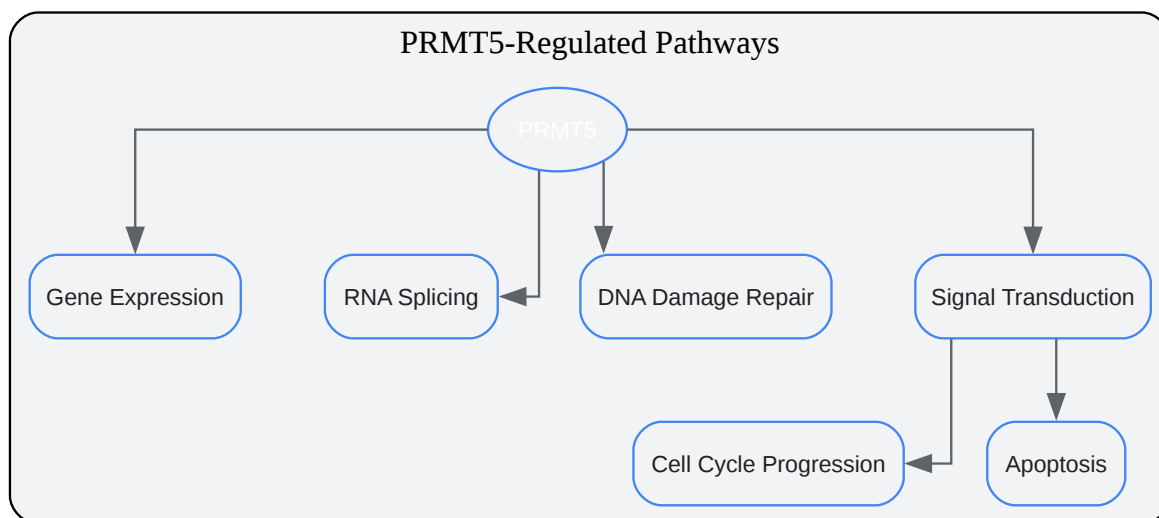 PRMT5-Regulated Pathways
PRMT5
Gene Expression
RNA Splicing
DNA Damage Repair
Signal Transduction
Cell Cycle Progression
Apoptosis